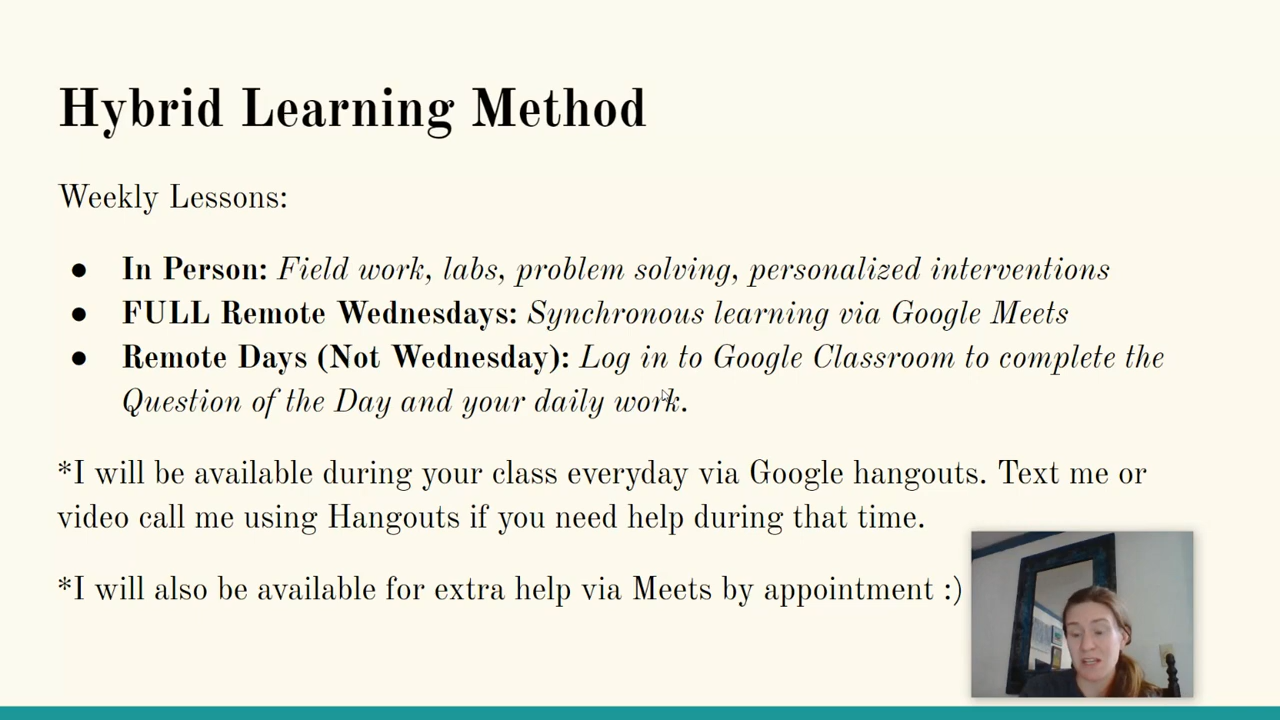 Hybrid Learning Method
Weekly Lessons:
● In Person: Field work, labs, problem solving, personalized interventions
● FULL Remote Wednesdays: Synchronous learning via Google Meets
● Remote Days (Not Wednesday): Log in to Google Classroom to complete the
Question of the Day and your daily work.
*I will be available during your class everyday via Google hangouts. Text me or
video call me using Hangouts if you need help during that time.
*I will also be available for extra help via Meets by appointment :)